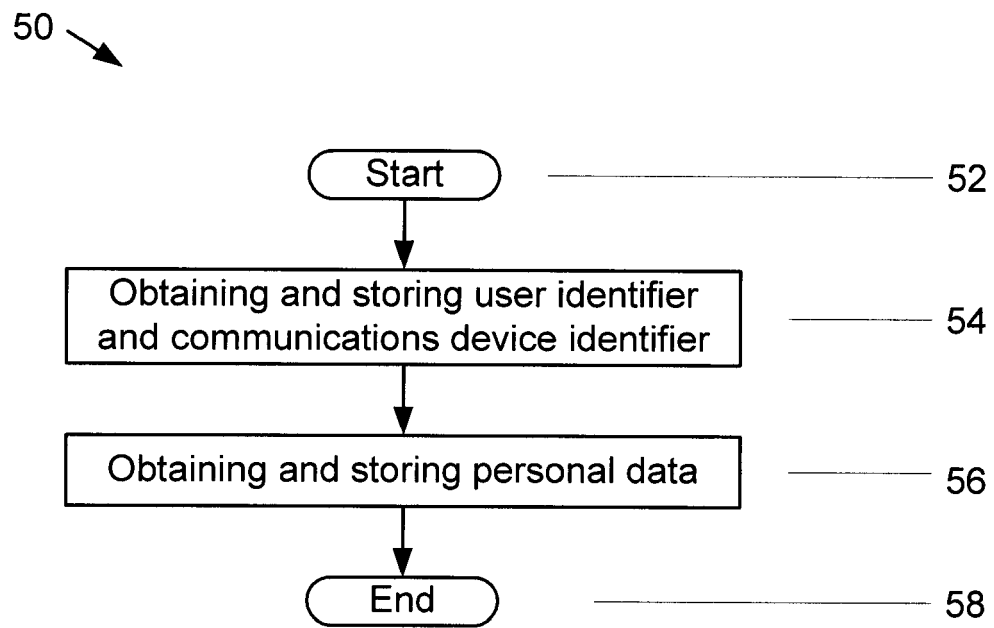 50
Start
52
Obtaining and storing user identifier
and communications device identifier
54
Obtaining and storing personal data
56
End
58